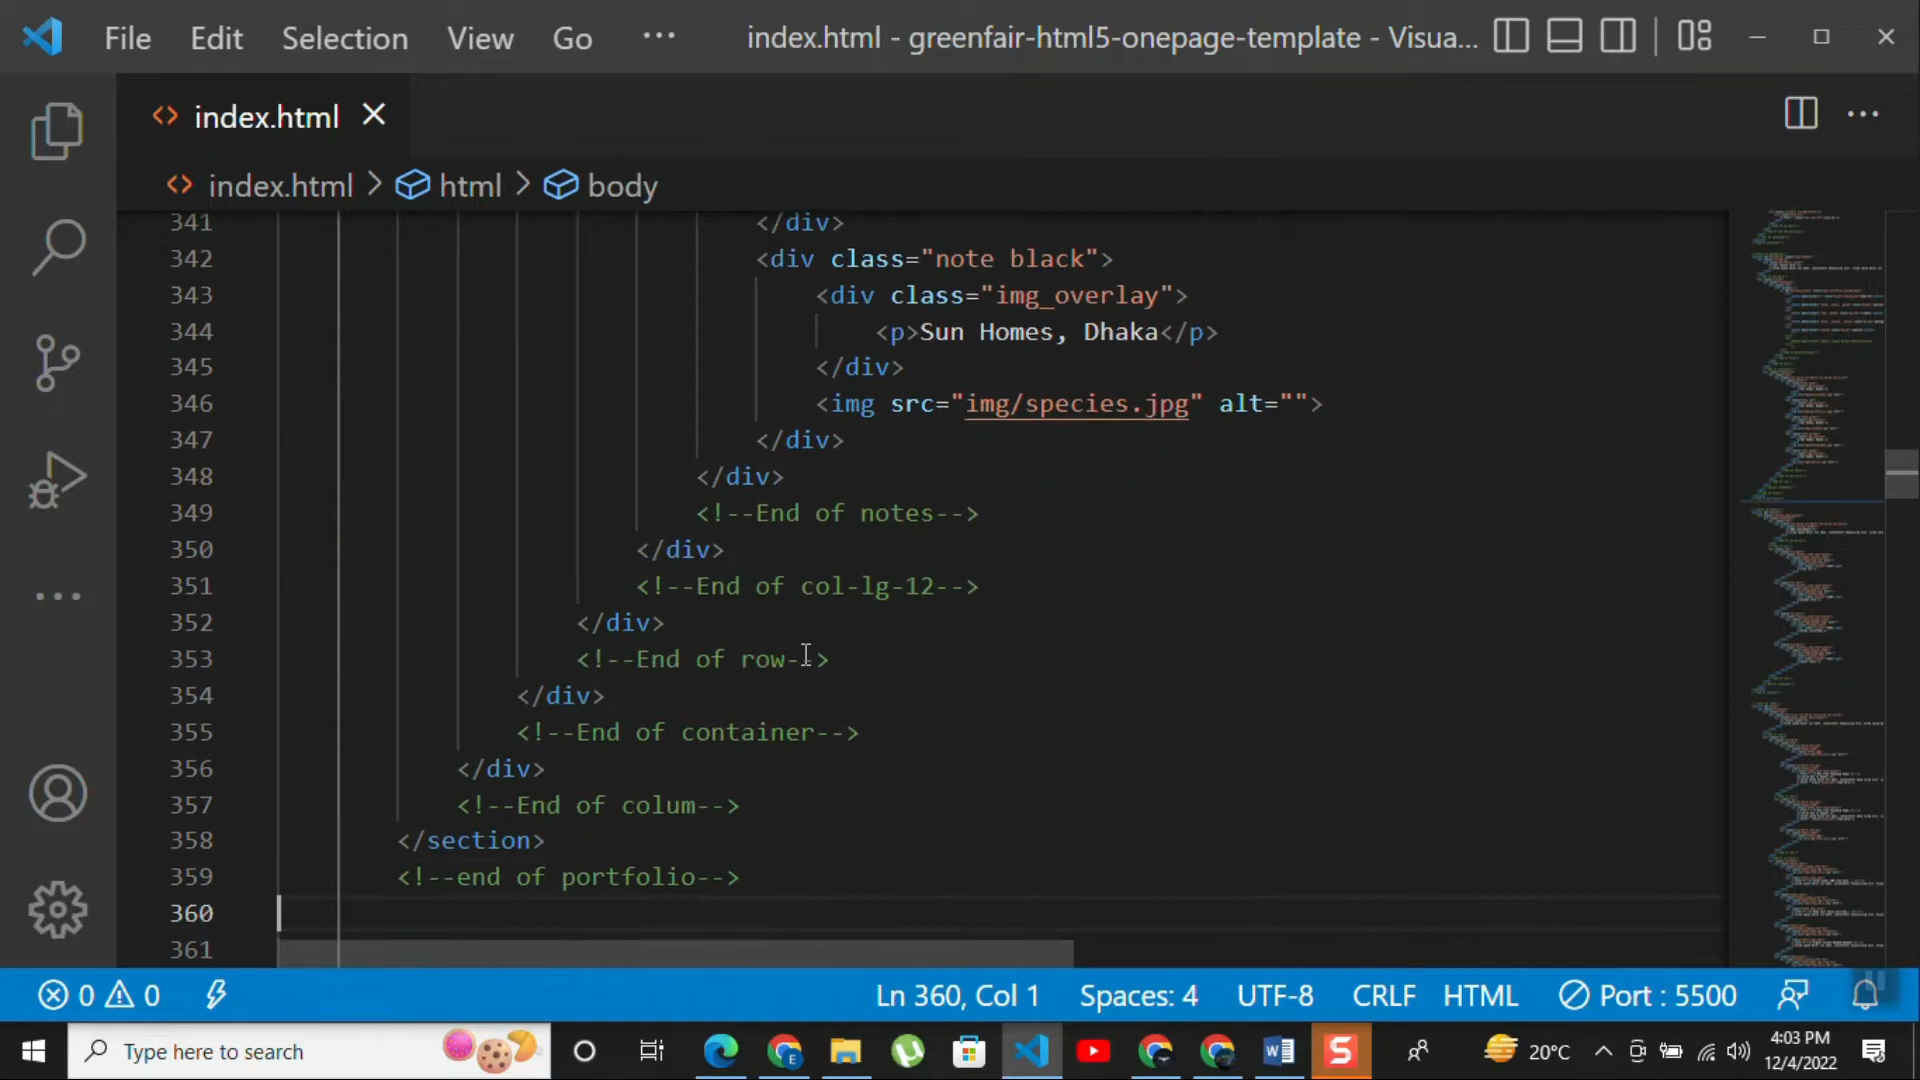 File Edit Selection View Go ··· index.html - greenfair-html5-onepage-template - Visua...
index.html
index.html > html > body
341 </div>
342 <div class="note black">
343 <div class="img_overlay">
344 <p>Sun Homes, Dhaka</p>
345 </div>
346 <img src="img/species.jpg" alt="">
347 </div>
348 </div>
349 <!--End of notes-->
350 </div>
351 <!--End of col-lg-12-->
352 </div>
353 <!--End of row-->
354 </div>
355 <!--End of container-->
356 </div>
357 <!--End of colum-->
358 </section>
359 <!--end of portfolio-->
360
361
0 0 Ln 360, Col 1 Spaces: 4 UTF-8 CRLF HTML Port : 5500
Type here to search 20°C 4:03 PM
12/4/2022